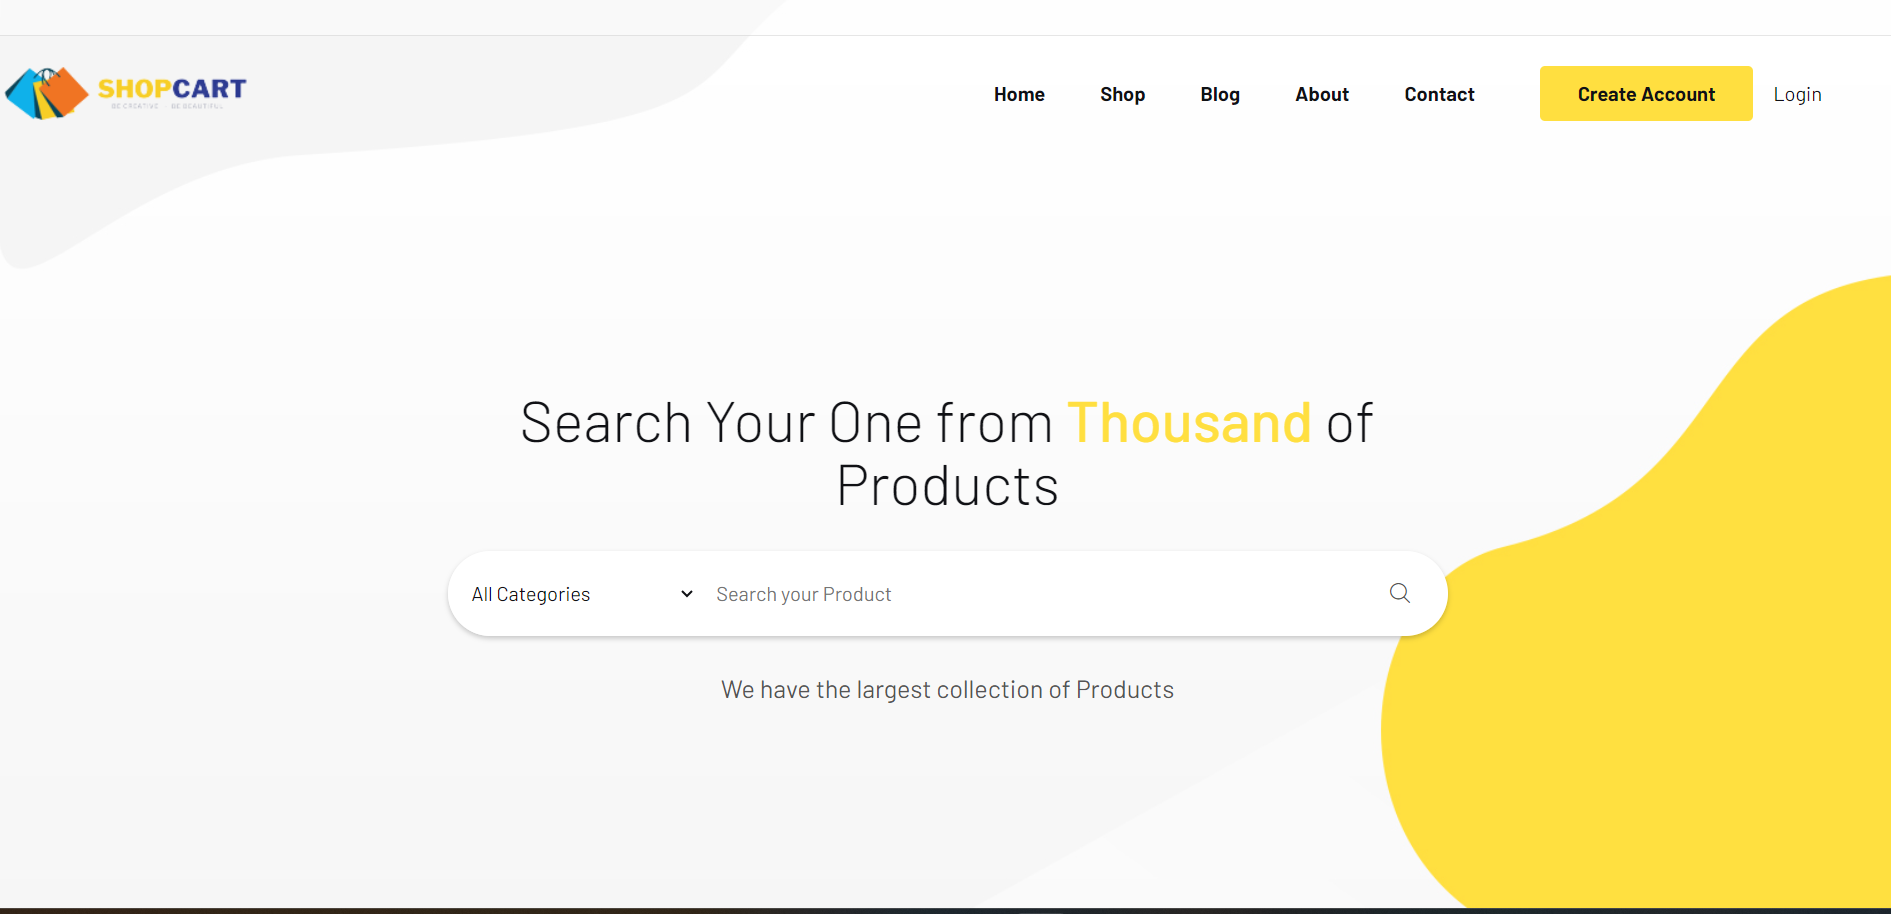 SHOPCART
BE CREATIVE BE BEAUTIFUL
Home Shop Blog About Contact Create Account Login
Search Your One from Thousand of
Products
All Categories Search your Product
We have the largest collection of Products